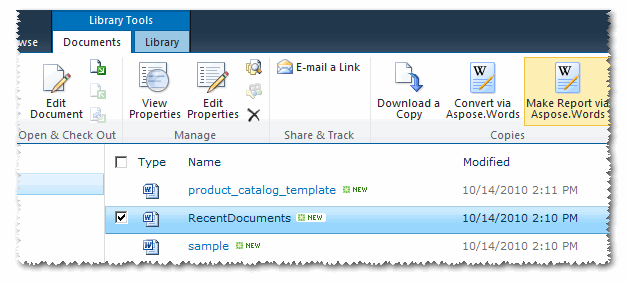 Library Tools
wse Documents Library
Edit Document
View Properties
Edit Properties
E-mail a Link
Download a Copy
Convert via Aspose.Words
Make Report via Aspose.Words
Open & Check Out
Manage
Share & Track
Copies
Type Name Modified
product_catalog_template NEW 10/14/2010 2:11 PM
RecentDocuments NEW 10/14/2010 2:10 PM
sample NEW 10/14/2010 2:10 PM